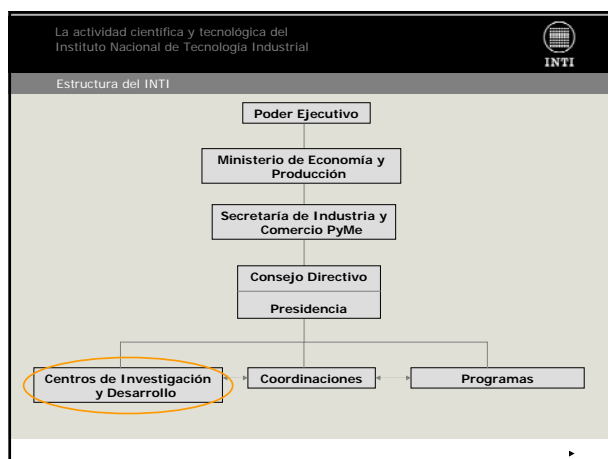 La actividad científica y tecnológica del
Instituto Nacional de Tecnología Industrial
INTI
Estructura del INTI
Poder Ejecutivo
Ministerio de Economía y
Producción
Secretaría de Industria y
Comercio PyMe
Consejo Directivo
Presidencia
Centros de Investigación
y Desarrollo
Coordinaciones
Programas